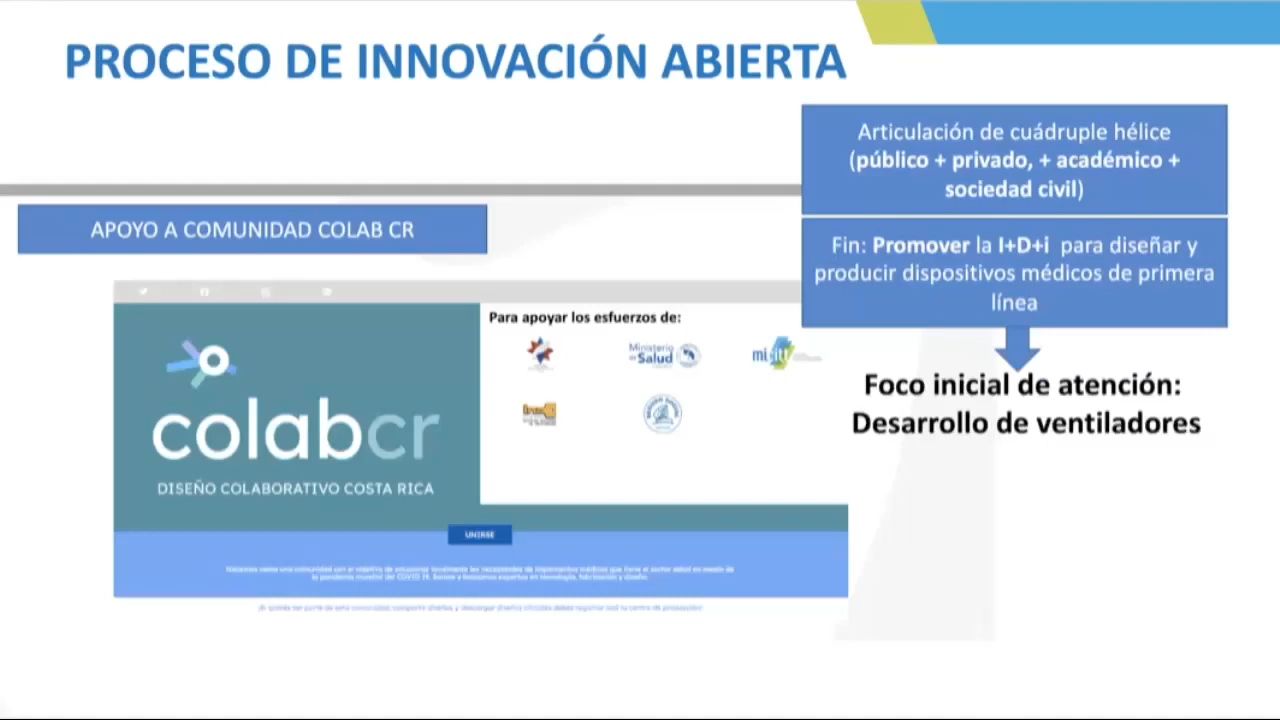 PROCESO DE INNOVACIÓN ABIERTA
Articulación de cuádruple hélice
(público + privado, + académico +
sociedad civil)
APOYO A COMUNIDAD COLAB CR
Fin: Promover la I+D+i para diseñar y
producir dispositivos médicos de primera
línea
Para apoyar los esfuerzos de:
Ministerio
de Salud
Foco inicial de atención:
Desarrollo de ventiladores
colabcr
DISEÑO COLABORATIVO COSTA RICA
UNIRSE